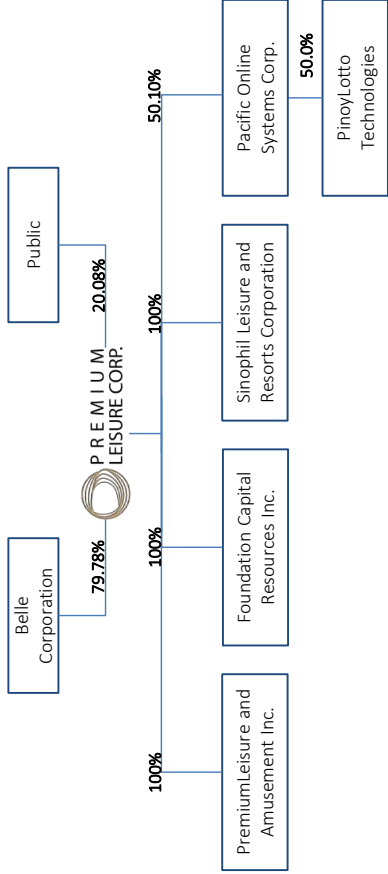 Belle
Corporation
Public
79.78%
20.08%
PREMIUM
LEISURE CORP.
100%
100%
100%
50.10%
PremiumLeisure and
Amusement Inc.
Foundation Capital
Resources Inc.
Sinophil Leisure and
Resorts Corporation
Pacific Online
Systems Corp.
50.0%
PinoyLotto
Technologies